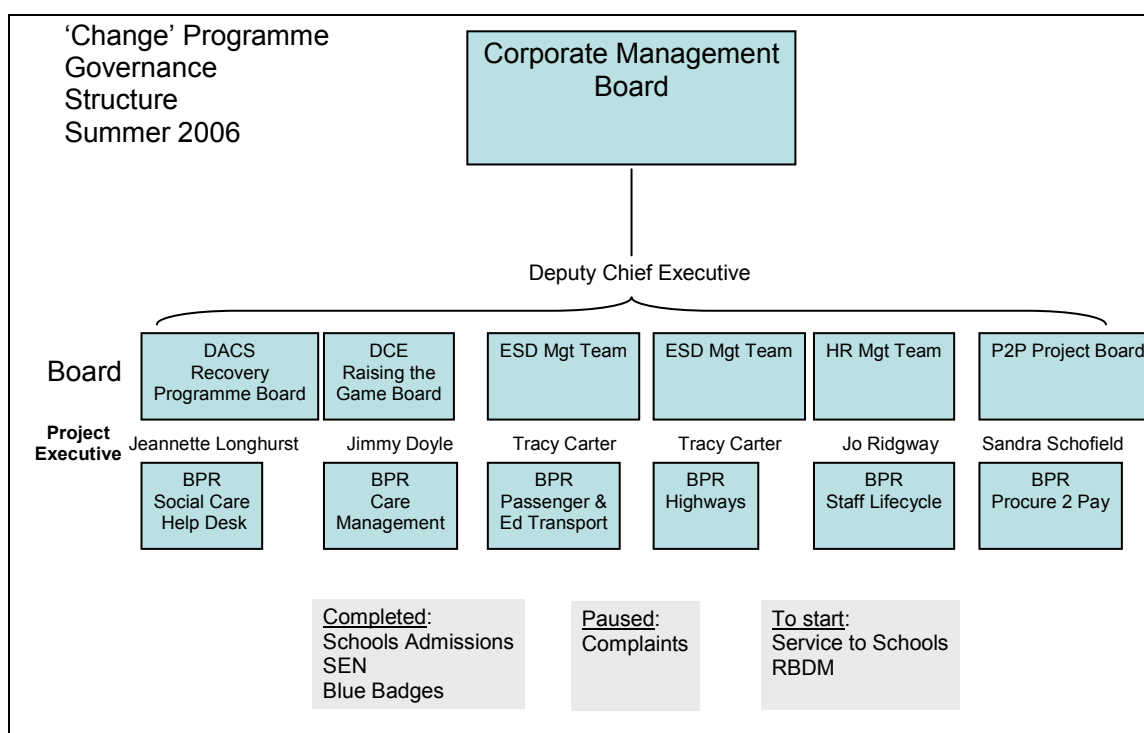 ‘Change’ Programme
Governance
Structure
Summer 2006
Corporate Management
Board
Deputy Chief Executive
Board
DACS
Recovery
Programme Board
DCE
Raising the
Game Board
ESD Mgt Team
ESD Mgt Team
HR Mgt Team
P2P Project Board
Project
Executive
Jeannette Longhurst
Jimmy Doyle
Tracy Carter
Tracy Carter
Jo Ridgway
Sandra Schofield
BPR
Social Care
Help Desk
BPR
Care
Management
BPR
Passenger &
Ed Transport
BPR
Highways
BPR
Staff Lifecycle
BPR
Procure 2 Pay
Completed:
Schools Admissions
SEN
Blue Badges
Paused:
Complaints
To start:
Service to Schools
RBDM